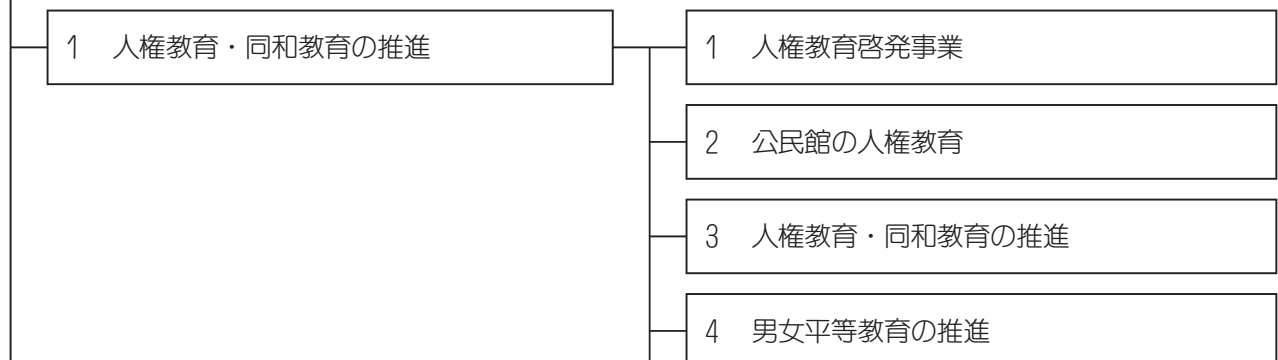 1 人権教育・同和教育の推進
1 人権教育啓発事業
2 公民館の人権教育
3 人権教育・同和教育の推進
4 男女平等教育の推進